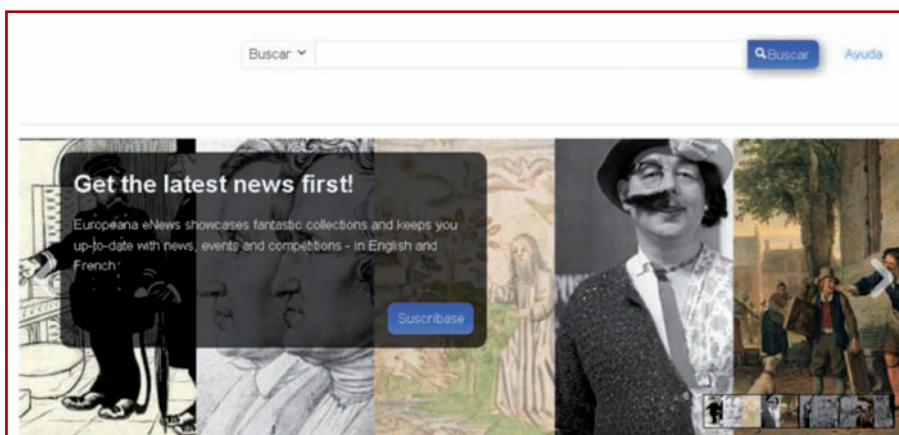 Buscar
Buscar
Ayuda
Get the latest news first!
Europeana eNews showcases fantastic collections and keeps you
up-to-date with news, events and competitions - in English and
French
Suscríbase